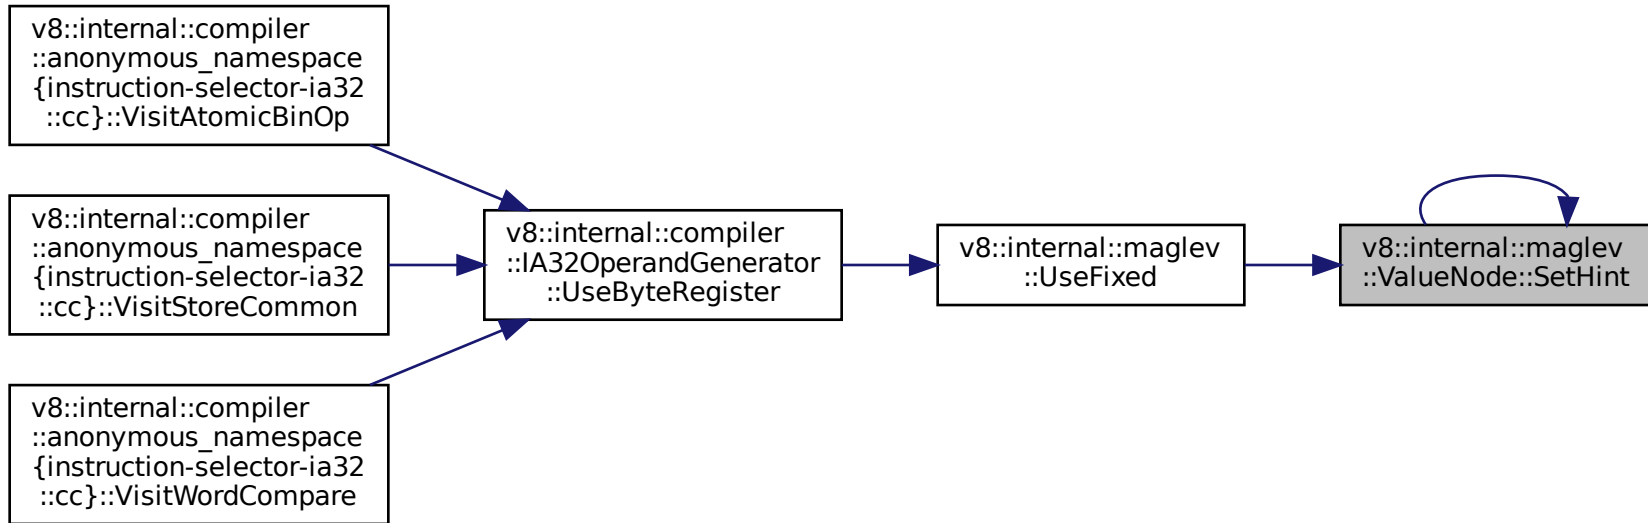 v8::internal::compiler
::anonymous_namespace
{instruction-selector-ia32
::cc}::VisitAtomicBinOp
v8::internal::compiler
::anonymous_namespace
{instruction-selector-ia32
::cc}::VisitStoreCommon
v8::internal::compiler
::anonymous_namespace
{instruction-selector-ia32
::cc}::VisitWordCompare
v8::internal::compiler
::IA32OperandGenerator
::UseByteRegister
v8::internal::maglev
::UseFixed
v8::internal::maglev
::ValueNode::SetHint